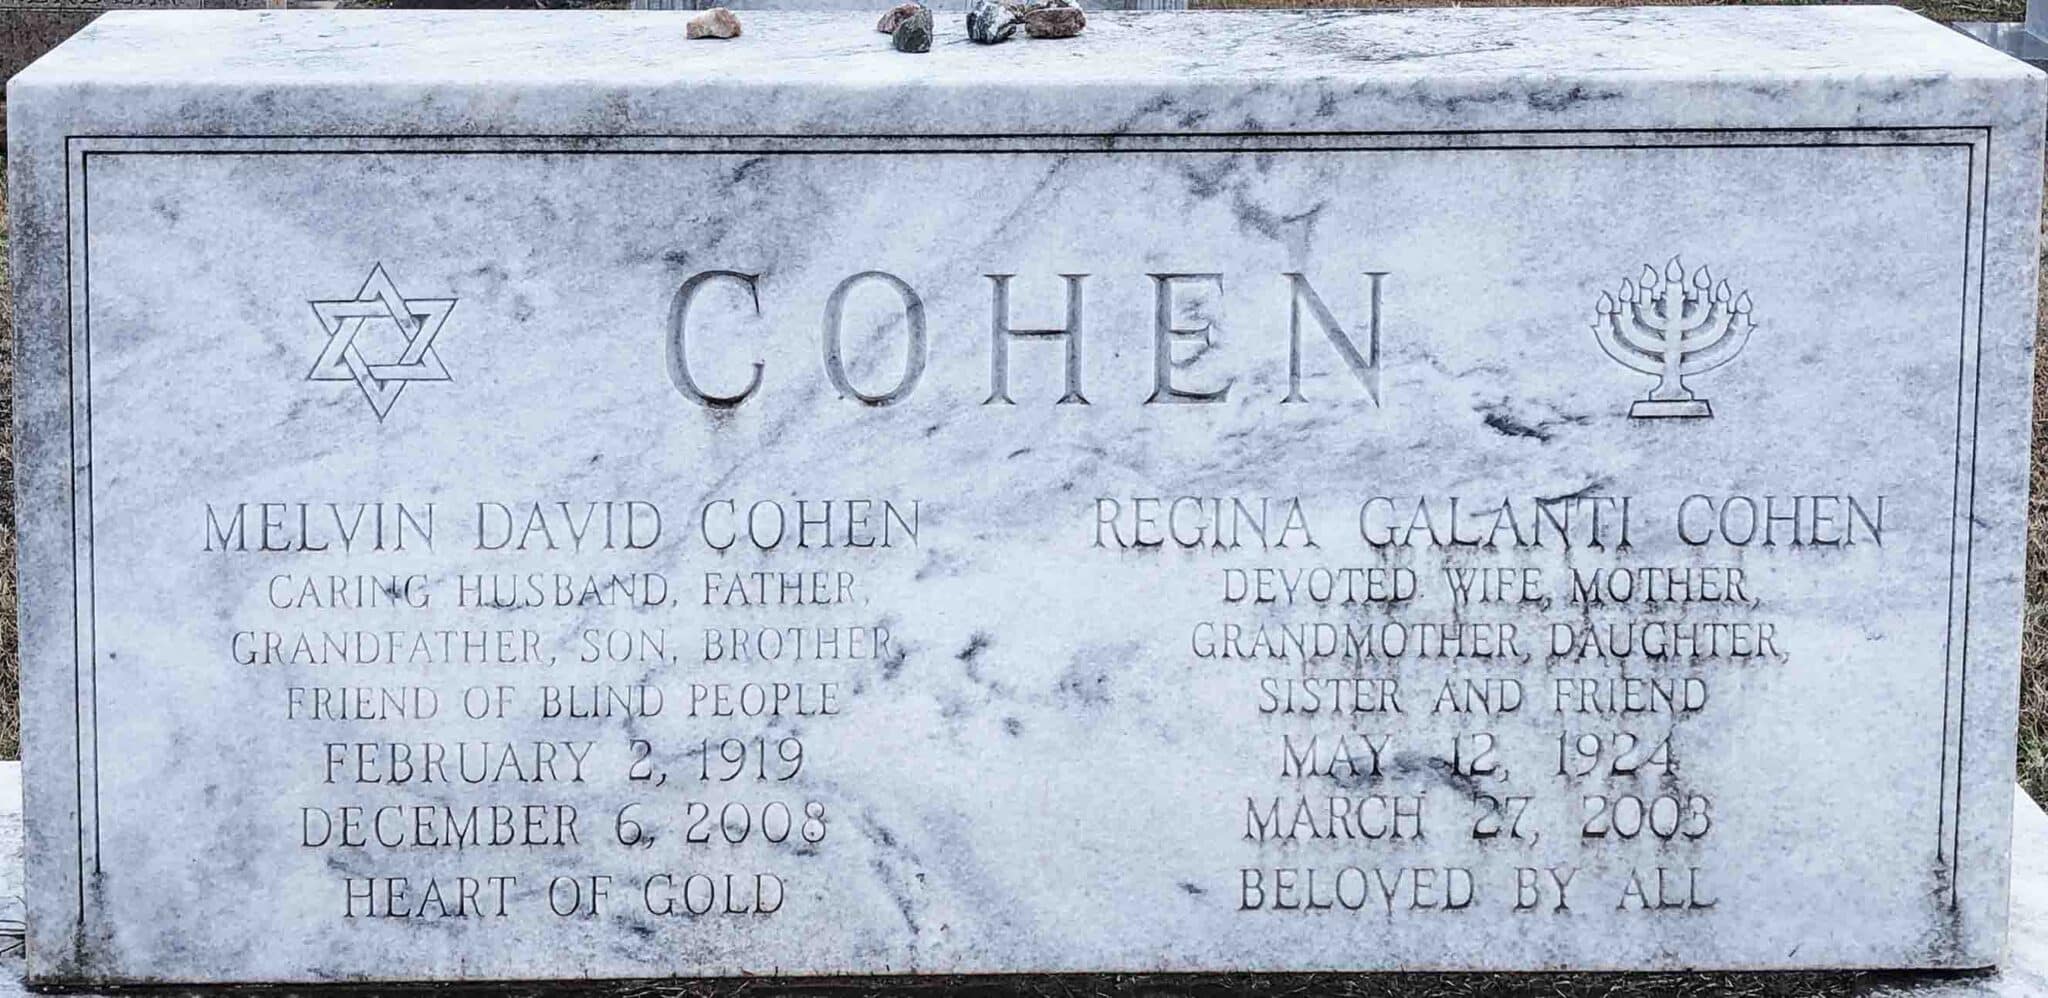 COHEN
MELVIN DAVID COHEN
CARING HUSBAND, FATHER,
GRANDFATHER, SON, BROTHER,
FRIEND OF BLIND PEOPLE
FEBRUARY 2, 1919
DECEMBER 6, 2008
HEART OF GOLD
REGINA GALANTI COHEN
DEVOTED WIFE, MOTHER,
GRANDMOTHER, DAUGHTER,
SISTER AND FRIEND
MAY 12, 1924
MARCH 27, 2003
BELOVED BY ALL